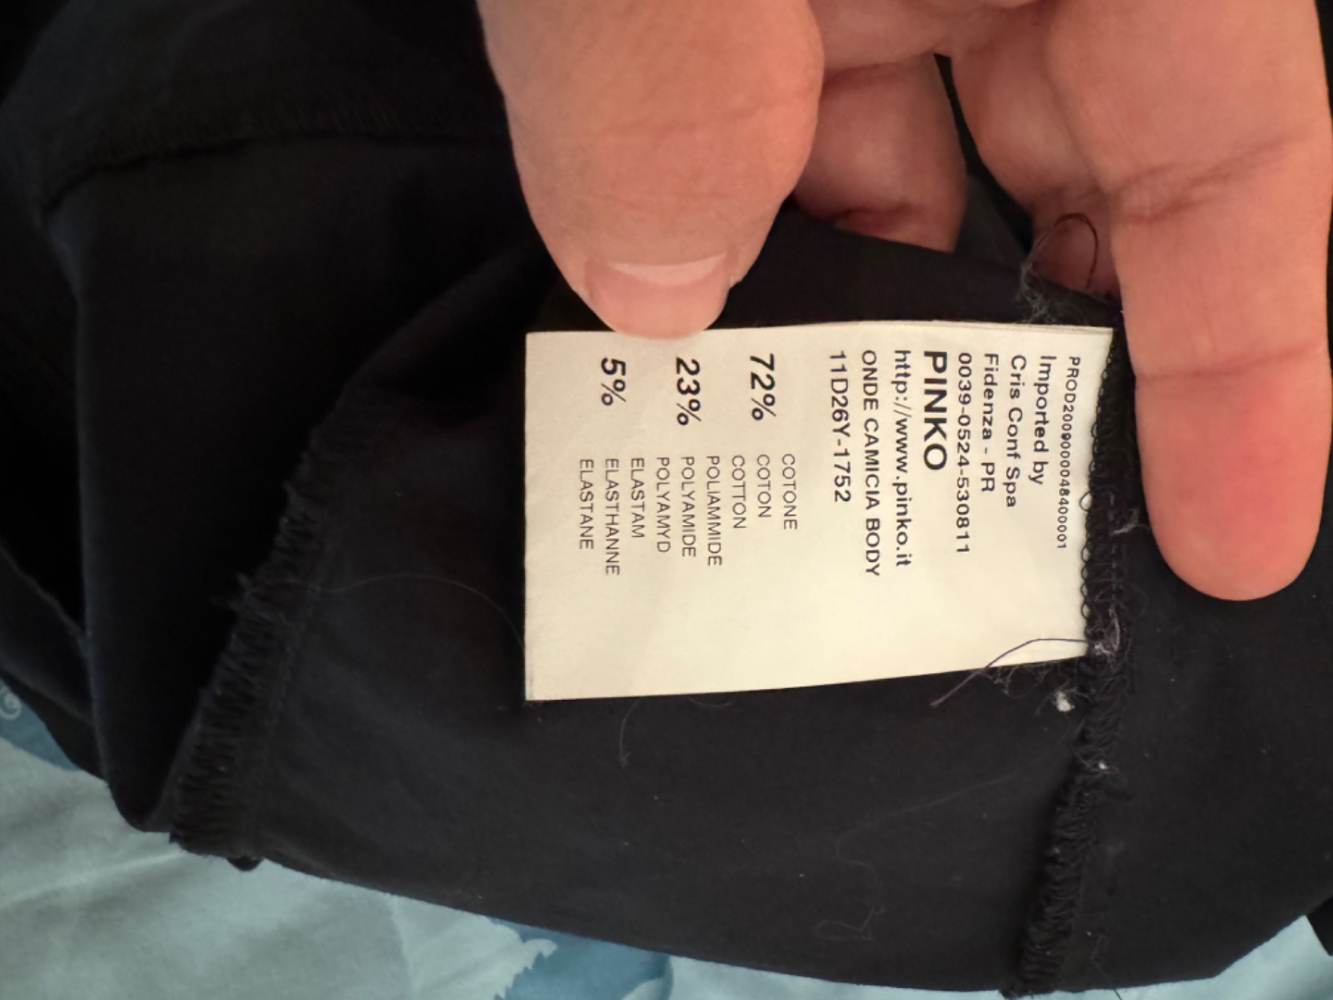 PROD2009000048400001
Imported by
Cris Conf Spa
Fidenza - PR
0039-0524-530811
PINKO
http://www.pinko.it
ONDE CAMICIA BODY
11D26Y-1752
72% COTONE
COTON
COTTON
23% POLIAMMIDE
POLYAMIDE
POLYAMYD
5% ELASTAM
ELASTHANNE
ELASTANE